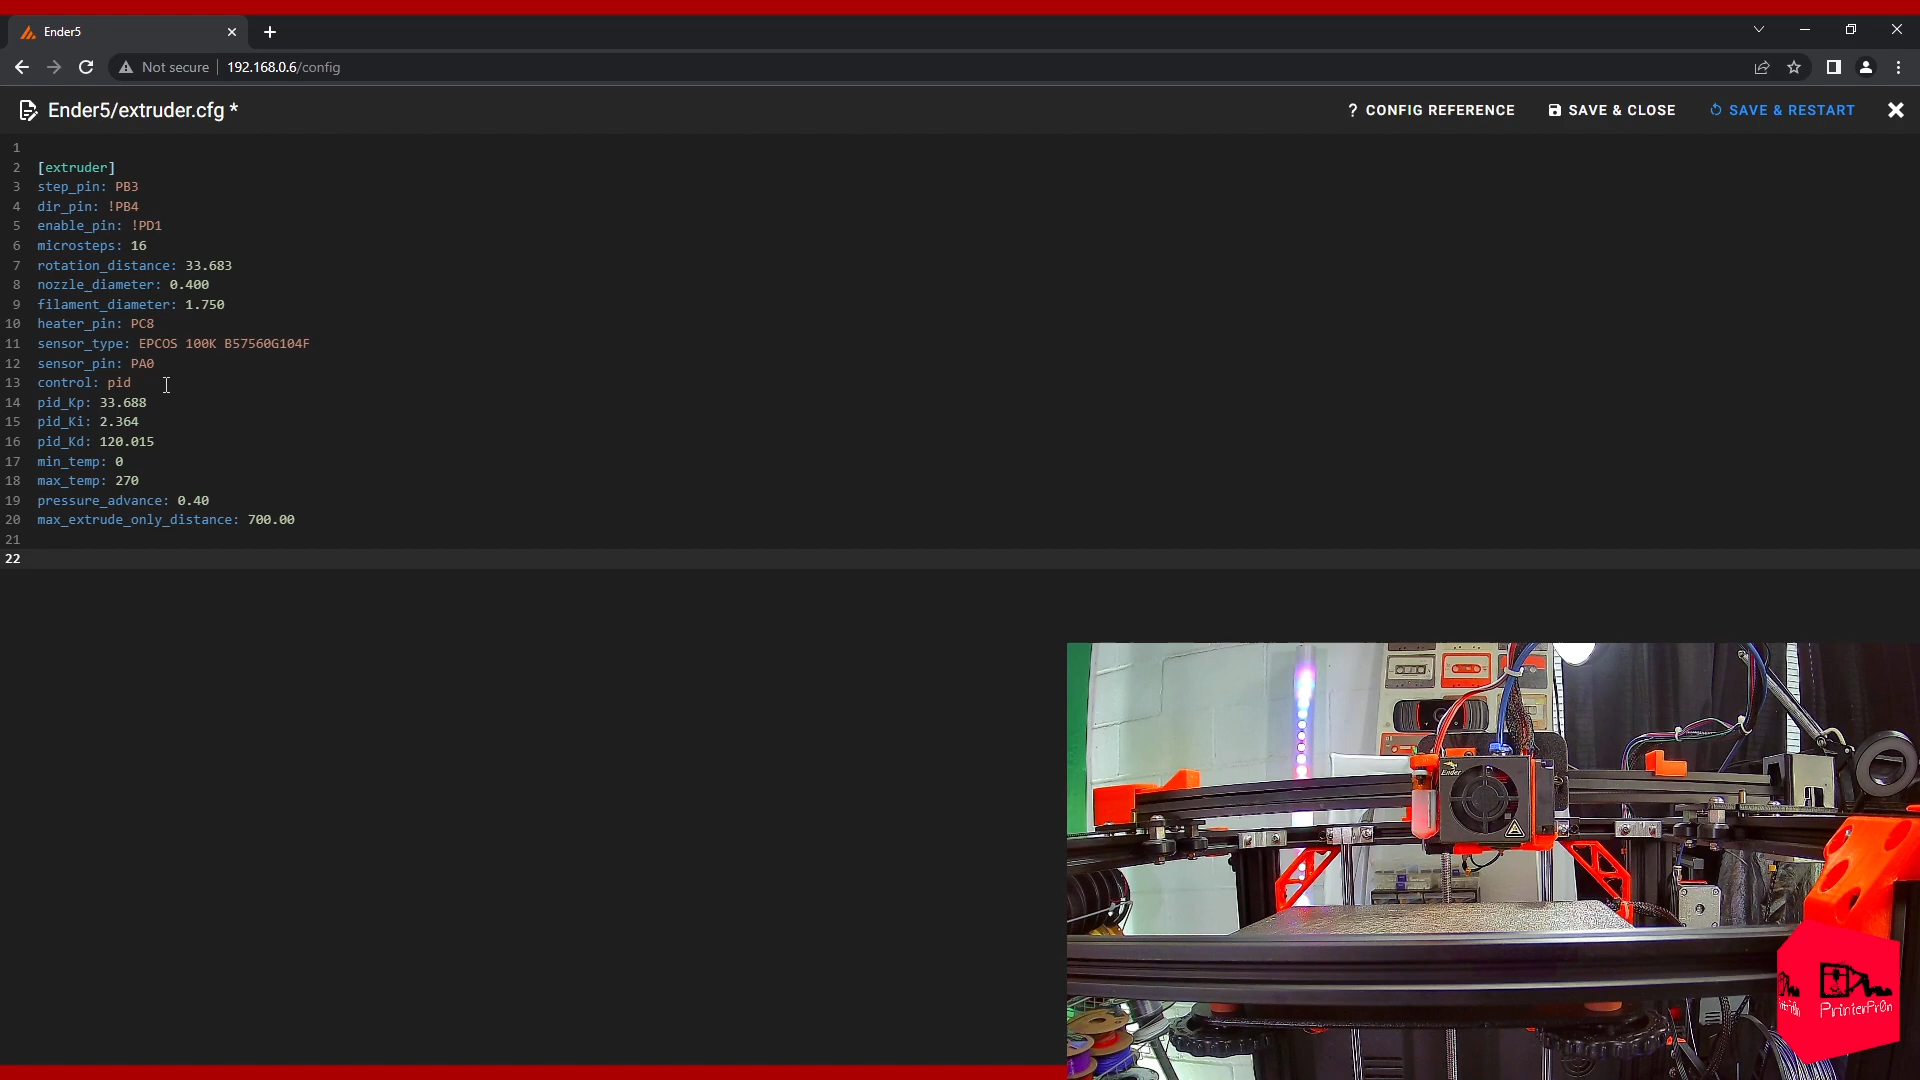 Ender5
Not secure
192.168.0.6/config
Ender5/extruder.cfg *
? CONFIG REFERENCE
SAVE & CLOSE
SAVE & RESTART
1
2 [extruder]
3 step_pin: PB3
4 dir_pin: !PB4
5 enable_pin: !PD1
6 microsteps: 16
7 rotation_distance: 33.683
8 nozzle_diameter: 0.400
9 filament_diameter: 1.750
10 heater_pin: PC8
11 sensor_type: EPCOS 100K B57560G104F
12 sensor_pin: PA0
13 control: pid
14 pid_Kp: 33.688
15 pid_Ki: 2.364
16 pid_Kd: 120.015
17 min_temp: 0
18 max_temp: 270
19 pressure_advance: 0.40
20 max_extrude_only_distance: 700.00
21
22
Ender
PrinterPr0n